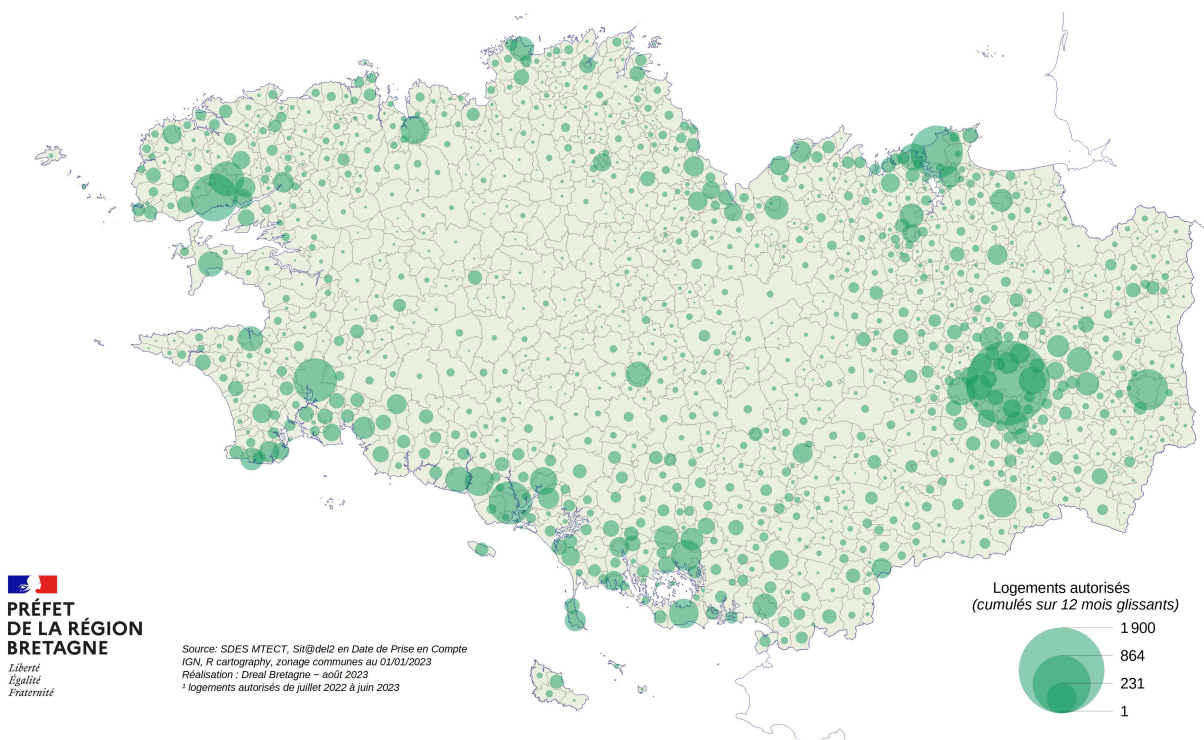 PRÉFET
DE LA RÉGION
BRETAGNE
Liberté
Égalité
Fraternité
Source: SDES MTECT, Sit@del2 en Date de Prise en Compte
IGN, R cartography, zonage communes au 01/01/2023
Réalisation : Dreal Bretagne − août 2023
¹ logements autorisés de juillet 2022 à juin 2023
Logements autorisés
(cumulés sur 12 mois glissants)
1 900
864
231
1